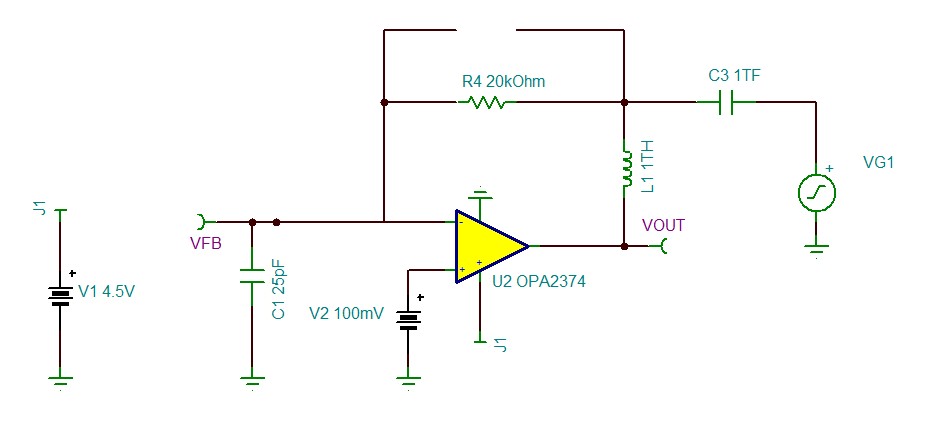 R4 20kOhm
C3 1TF
L1 1TH
VG1
+
J1
VFB
VOUT
-
+
+
U2 OPA2374
C1 25pF
+
V1 4.5V
+
V2 100mV
J1